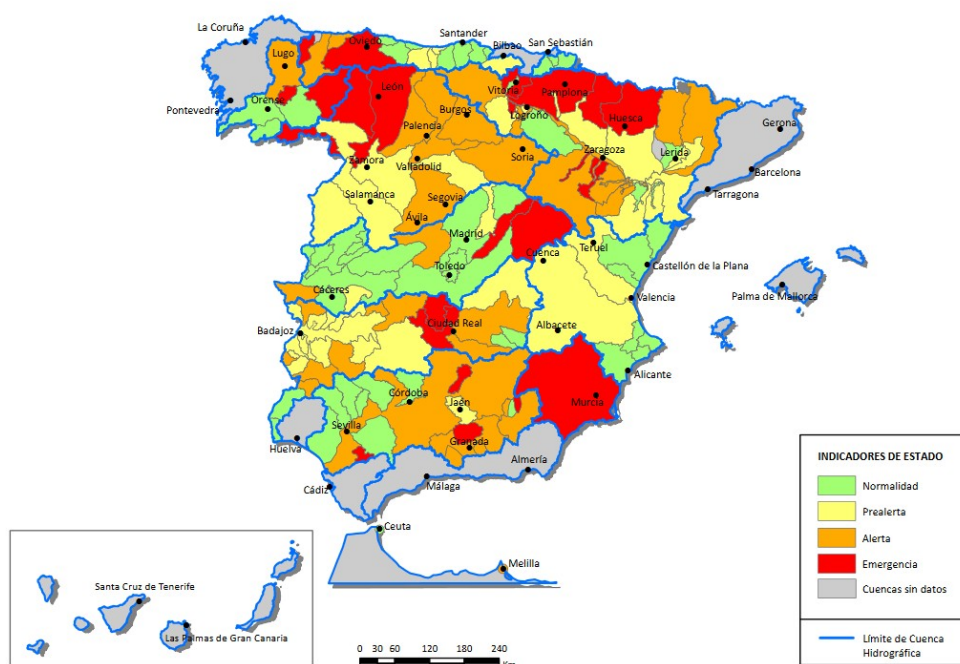 La Coruña
Lugo
Oviedo
Santander
Bilbao
San Sebastián
Vitoria
Pamplona
León
Burgos
Logroño
Huesca
Gerona
Pontevedra
Orense
Palencia
Zamora
Valladolid
Soria
Zaragoza
Lerida
Barcelona
Tarragona
Salamanca
Segovia
Ávila
Madrid
Teruel
Cuenca
Toledo
Castellón de la Plana
Cáceres
Valencia
Palma de Mallorca
Badajoz
Ciudad Real
Albacete
Alicante
Córdoba
Jaén
Murcia
Sevilla
Huelva
Granada
Almería
Cádiz
Málaga
Ceuta
Melilla
Santa Cruz de Tenerife
Las Palmas de Gran Canaria
INDICADORES DE ESTADO
Normalidad
Prealerta
Alerta
Emergencia
Cuencas sin datos
Límite de Cuenca
Hidrográfica
0 30 60 120 180 240
Km